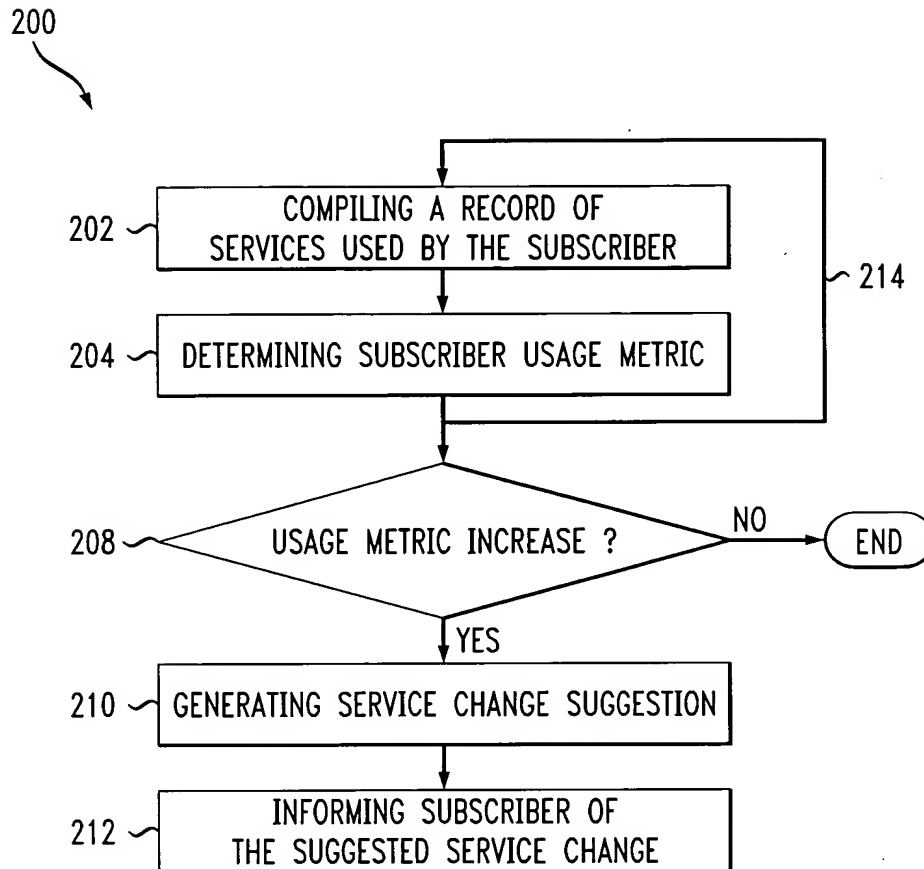 200
202
COMPILING A RECORD OF
SERVICES USED BY THE SUBSCRIBER
214
204
DETERMINING SUBSCRIBER USAGE METRIC
208
USAGE METRIC INCREASE ?
NO
END
YES
210
GENERATING SERVICE CHANGE SUGGESTION
212
INFORMING SUBSCRIBER OF
THE SUGGESTED SERVICE CHANGE